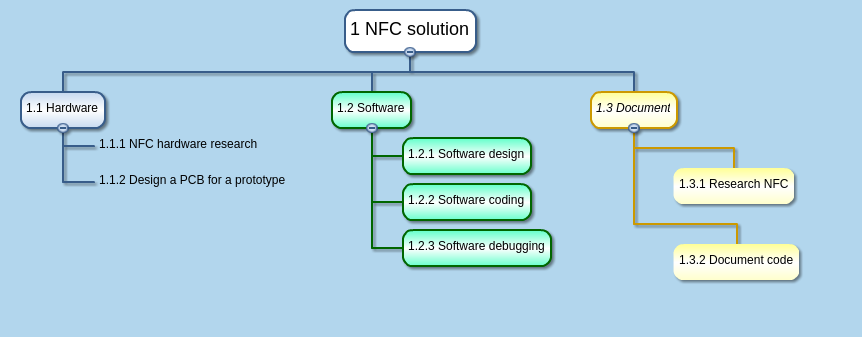 1 NFC solution
1.1 Hardware
1.1.1 NFC hardware research
1.1.2 Design a PCB for a prototype
1.2 Software
1.2.1 Software design
1.2.2 Software coding
1.2.3 Software debugging
1.3 Document
1.3.1 Research NFC
1.3.2 Document code